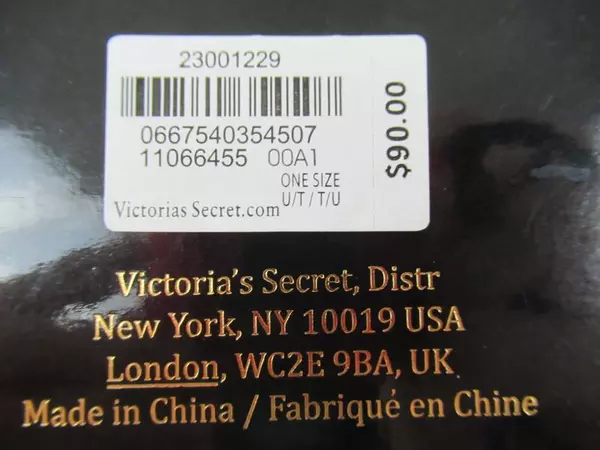 23001229
0667540354507
11066455 00A1
ONE SIZE
U/T / T/U
Victorias Secret.com
$90.00
Victoria's Secret, Distr
New York, NY 10019 USA
London, WC2E 9BA, UK
Made in China / Fabriqué en Chine